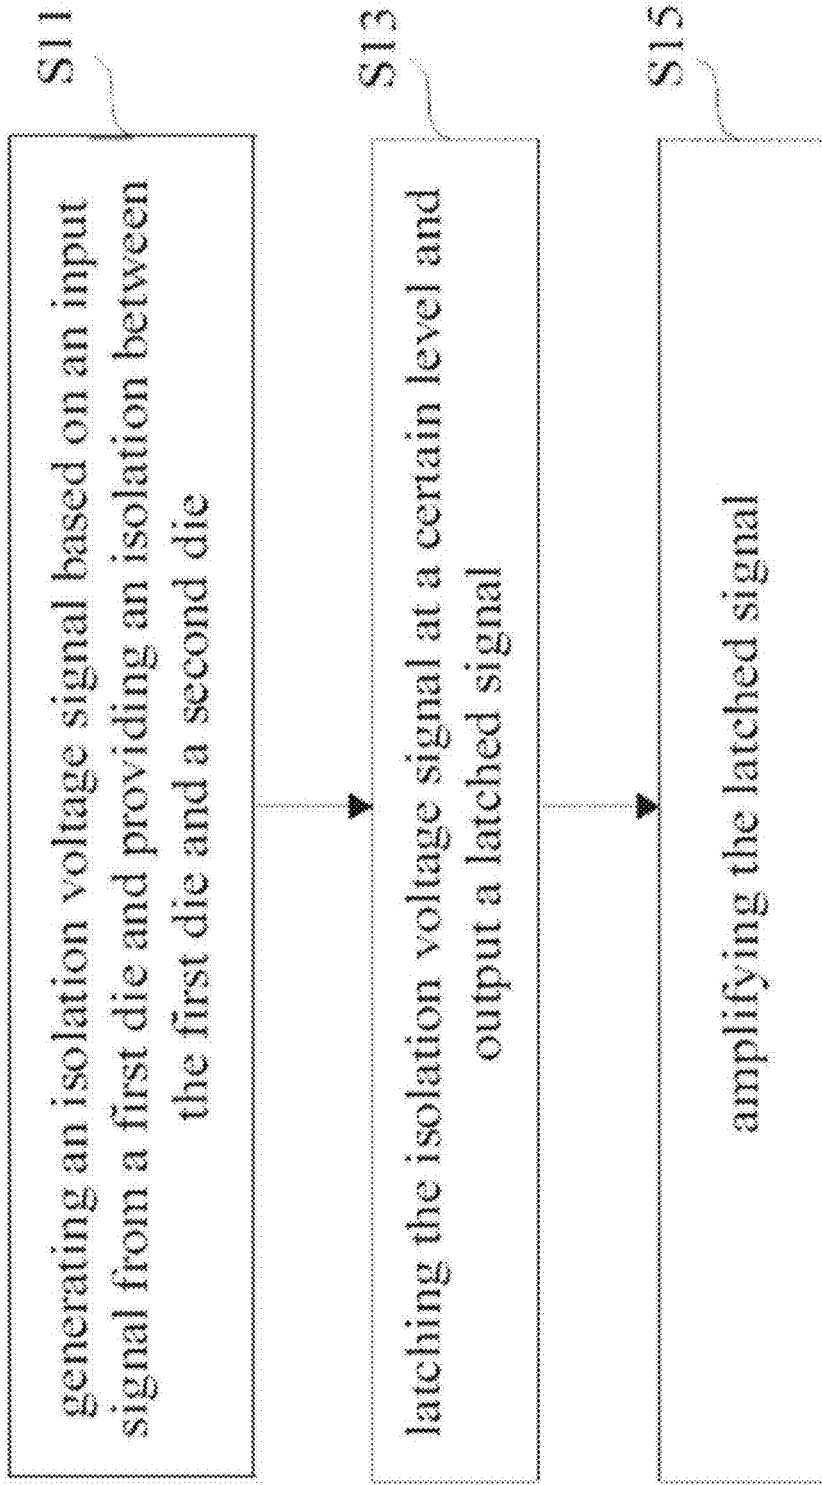 S11
generating an isolation voltage signal based on an input
signal from a first die and providing an isolation between
the first die and a second die
S13
latching the isolation voltage signal at a certain level and
output a latched signal
S15
amplifying the latched signal